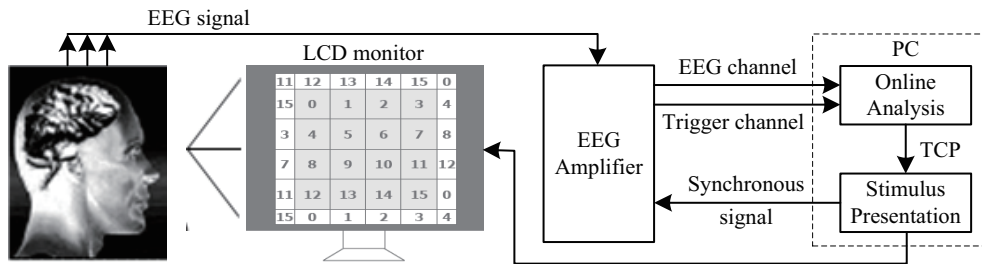 EEG signal
LCD monitor
PC
11 12 13 14 15 0
15 0 1 2 3 4
3 4 5 6 7 8
7 8 9 10 11 12
11 12 13 14 15 0
15 0 1 2 3 4
EEG
Amplifier
EEG channel
Trigger channel
Synchronous
signal
Online
Analysis
TCP
Stimulus
Presentation